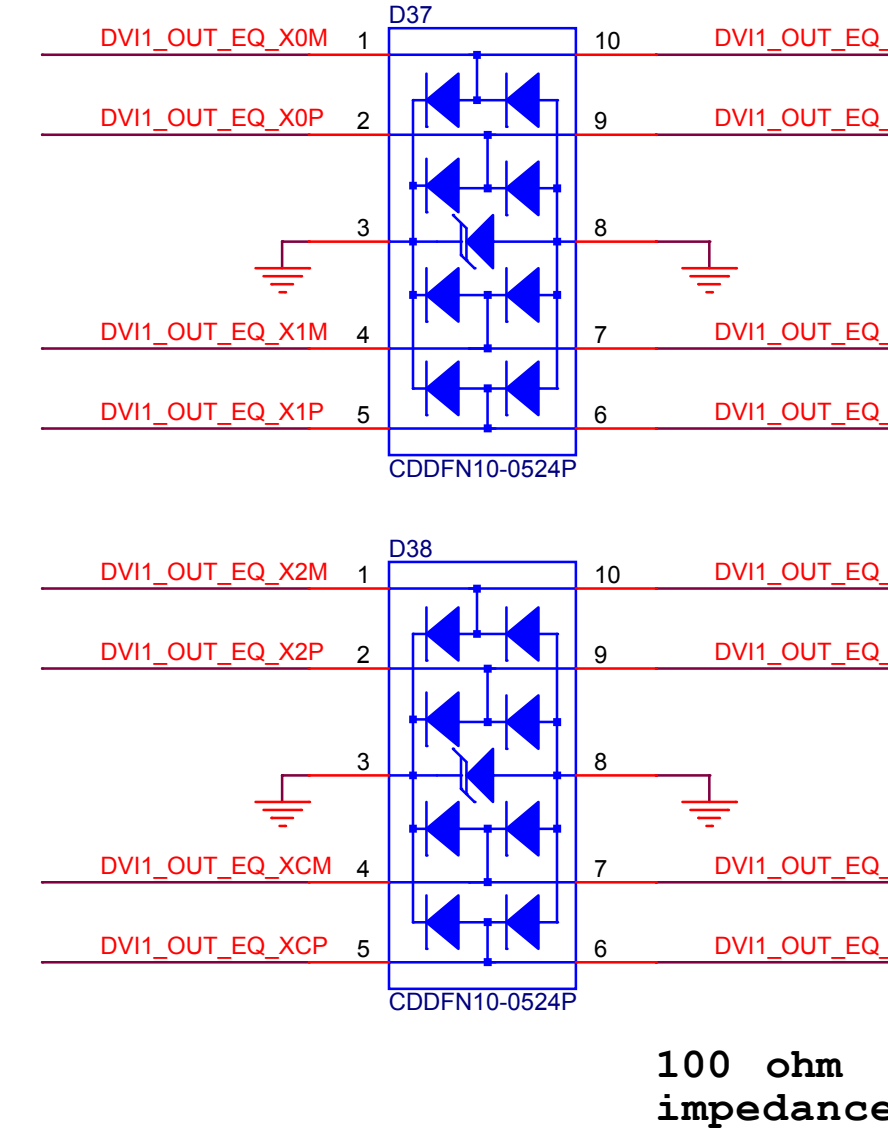 D37
DVI1_OUT_EQ_X0M 1 10 DVI1_OUT_EQ_
DVI1_OUT_EQ_X0P 2 9 DVI1_OUT_EQ_
3 8
DVI1_OUT_EQ_X1M 4 7 DVI1_OUT_EQ_
DVI1_OUT_EQ_X1P 5 6 DVI1_OUT_EQ_
CDDFN10-0524P
D38
DVI1_OUT_EQ_X2M 1 10 DVI1_OUT_EQ_
DVI1_OUT_EQ_X2P 2 9 DVI1_OUT_EQ_
3 8
DVI1_OUT_EQ_XCM 4 7 DVI1_OUT_EQ_
DVI1_OUT_EQ_XCP 5 6 DVI1_OUT_EQ_
CDDFN10-0524P
100 ohm
impedance